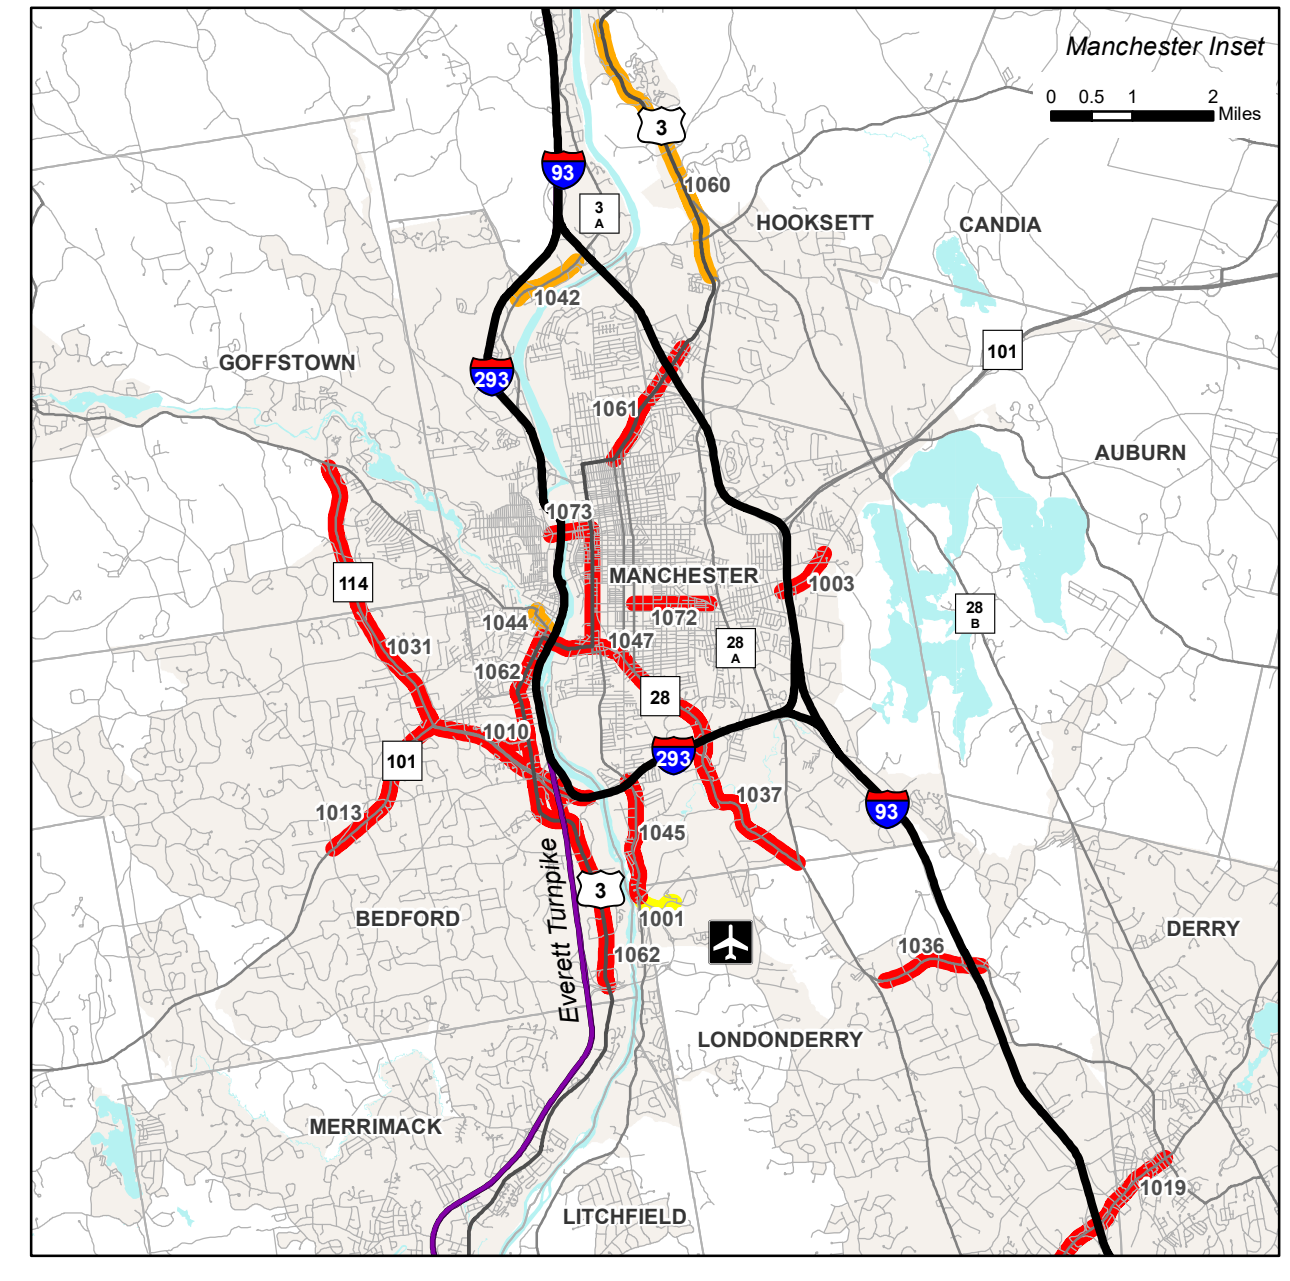 Manchester Inset
0 0.5 1 2
Miles
3
93
1060
3
A
HOOKSETT
CANDIA
1042
101
GOFFSTOWN
293
1061
AUBURN
1073
MANCHESTER
114
1003
1072
28
B
1044
1047
28
A
1031
1062
28
1010
293
101
1037
93
1013
1045
Everett Turnpike
3
1001
BEDFORD
DERRY
1036
1062
LONDONDERRY
MERRIMACK
1019
LITCHFIELD